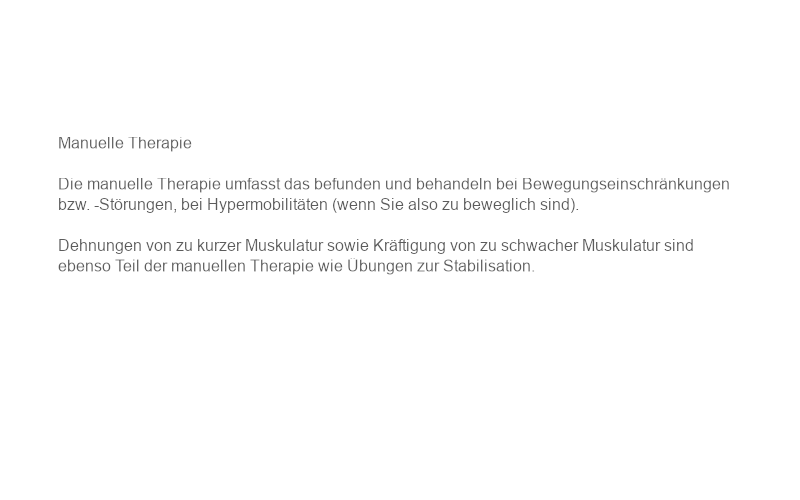 Manuelle Therapie
Die manuelle Therapie umfasst das befunden und behandeln bei Bewegungseinschränkungen
bzw. -Störungen, bei Hypermobilitäten (wenn Sie also zu beweglich sind).
Dehnungen von zu kurzer Muskulatur sowie Kräftigung von zu schwacher Muskulatur sind
ebenso Teil der manuellen Therapie wie Übungen zur Stabilisation.